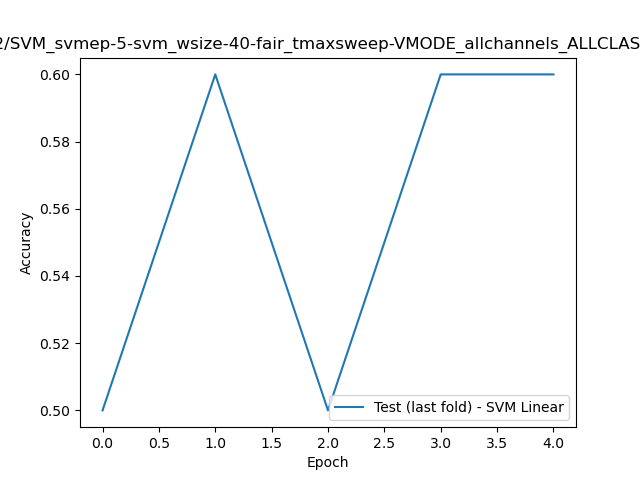 2/SVM_svmep-5-svm_wsize-40-fair_tmaxsweep-VMODE_allchannels_ALLCLAS
0.60
0.58
0.56
0.54
0.52
0.50
Accuracy
Test (last fold) - SVM Linear
0.0 0.5 1.0 1.5 2.0 2.5 3.0 3.5 4.0
Epoch